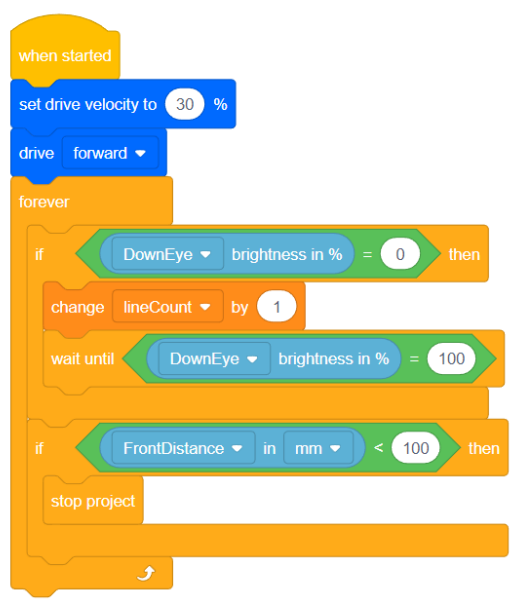 when started
set drive velocity to 30 %
drive forward
forever
if DownEye brightness in % = 0 then
change lineCount by 1
wait until DownEye brightness in % = 100
if FrontDistance in mm < 100 then
stop project